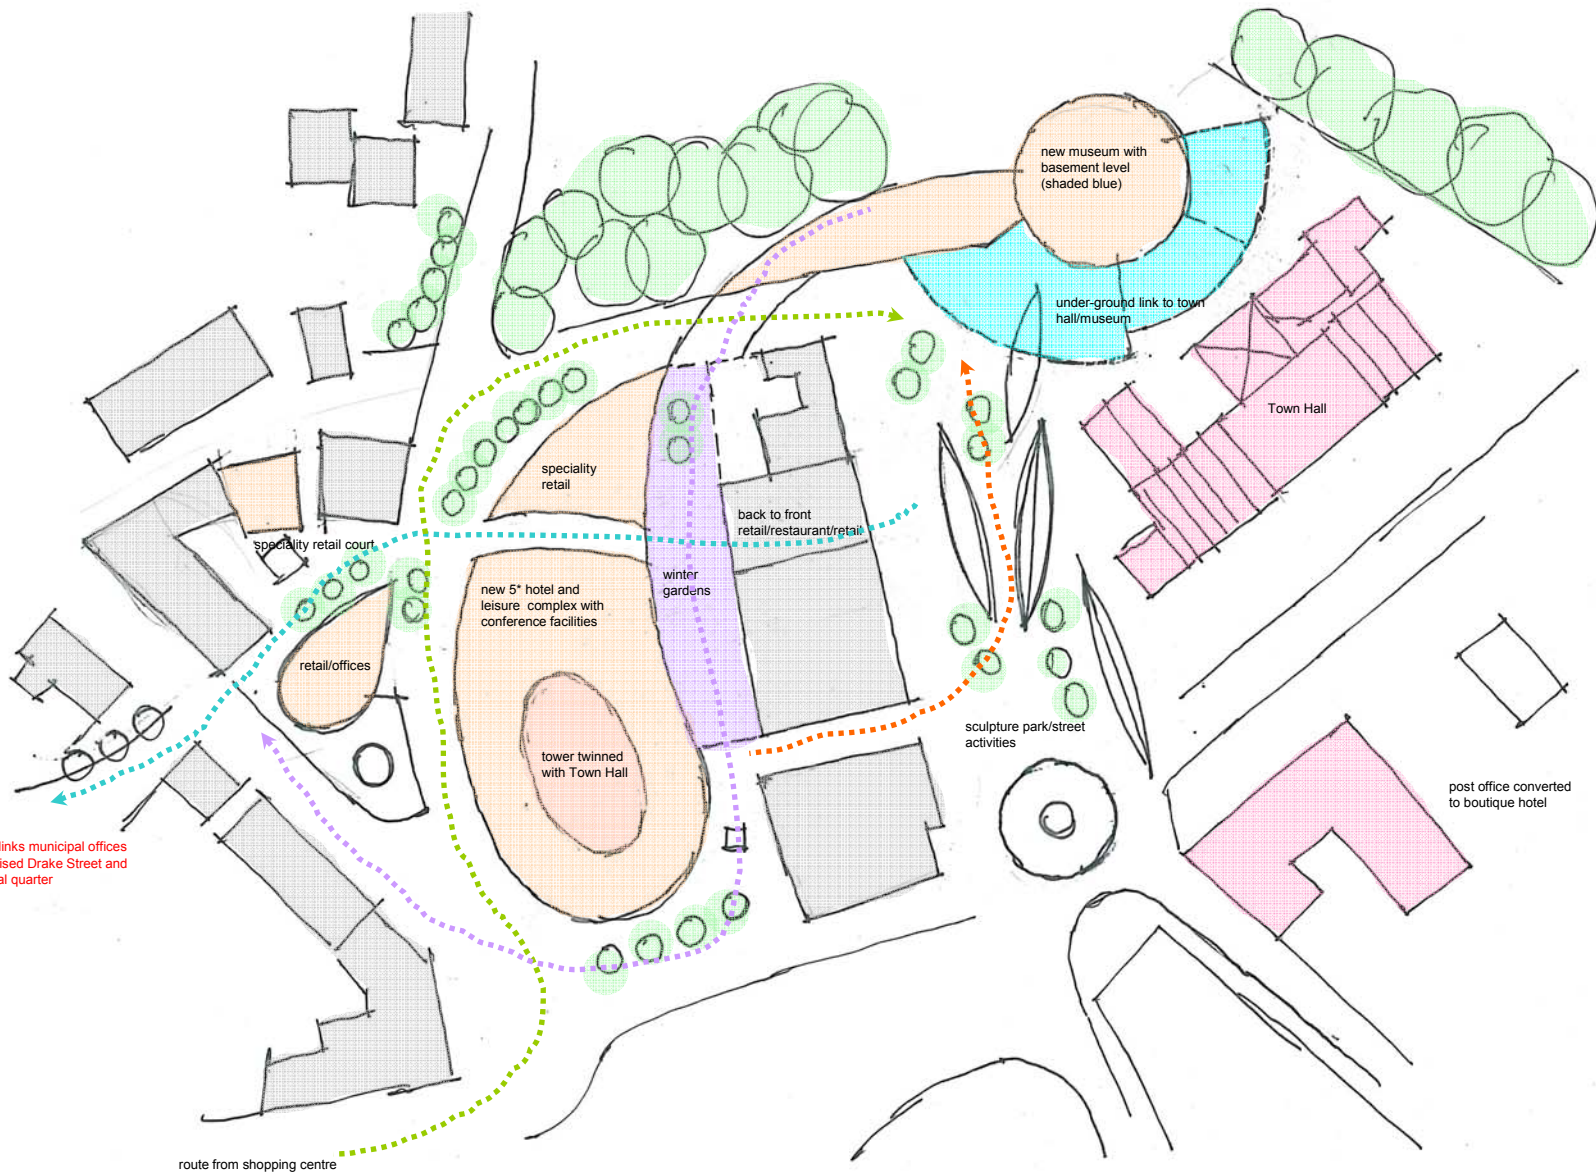 new museum with
basement level
(shaded blue)
under-ground link to town
hall/museum
Town Hall
speciality
retail
back to front
retail/restaurant/retail
speciality retail court
winter
gardens
new 5* hotel and
leisure  complex with
conference facilities
retail/offices
tower twinned
with Town Hall
sculpture park/street
activities
post office converted
to boutique hotel
links municipal offices
ised Drake Street and
al quarter
route from shopping centre